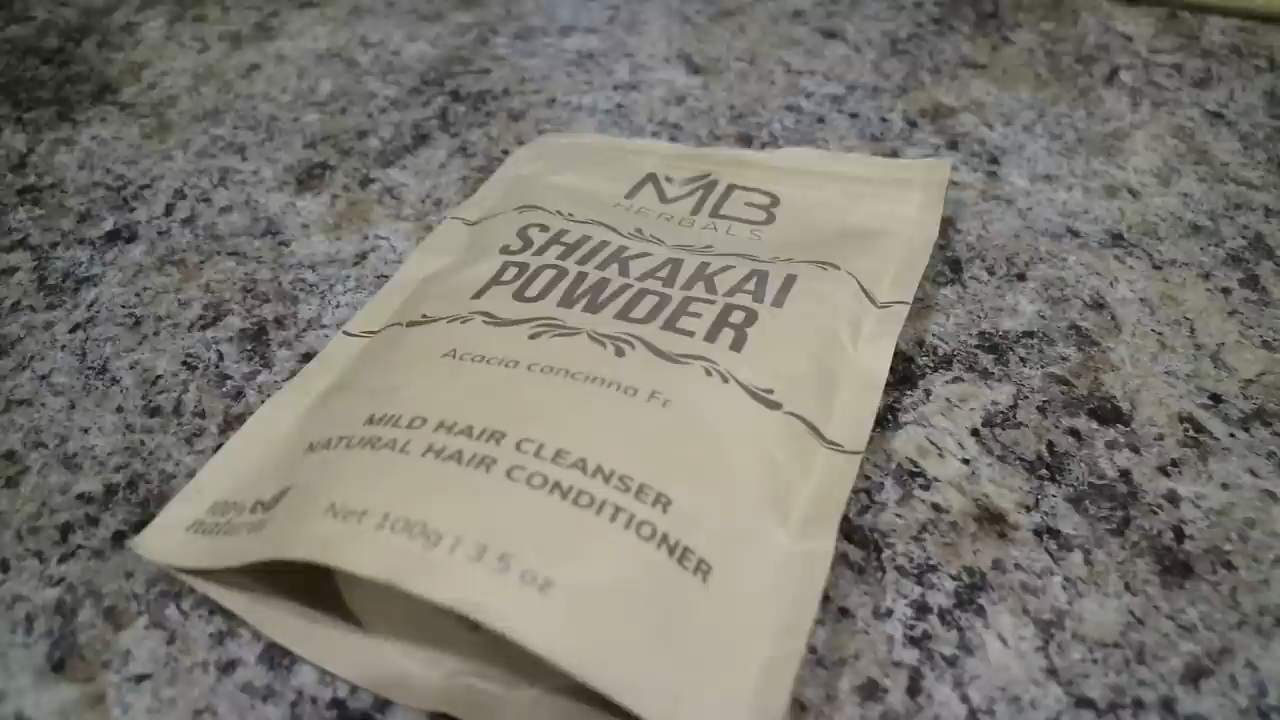 MB
HERBALS
SHIKAKAI
POWDER
Acacia concinna Fr
MILD HAIR CLEANSER
NATURAL HAIR CONDITIONER
100%
natural
Net 100g / 3.5 oz